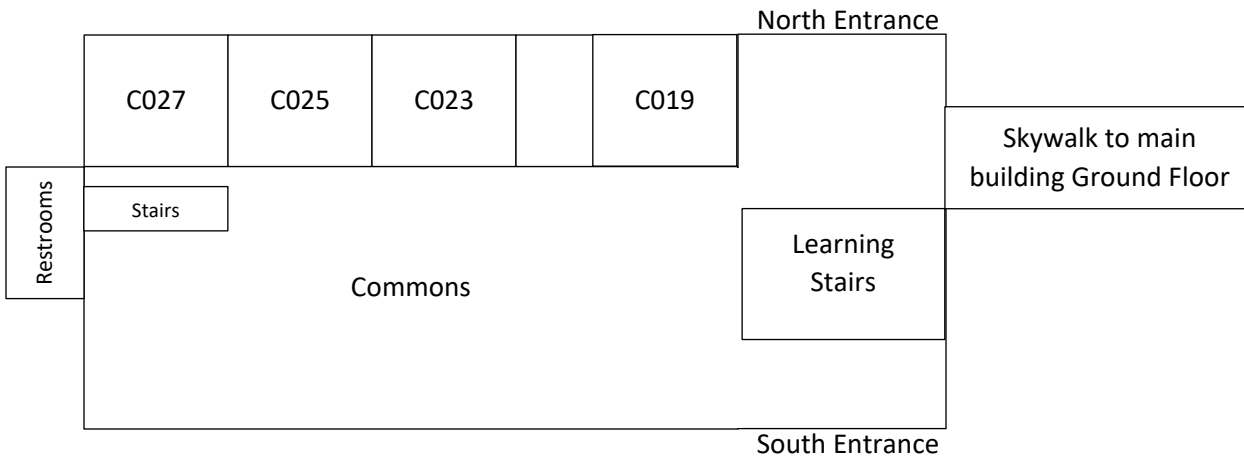 North Entrance
C027
C025
C023
C019
Skywalk to main
building Ground Floor
Restrooms
Stairs
Learning
Stairs
Commons
South Entrance